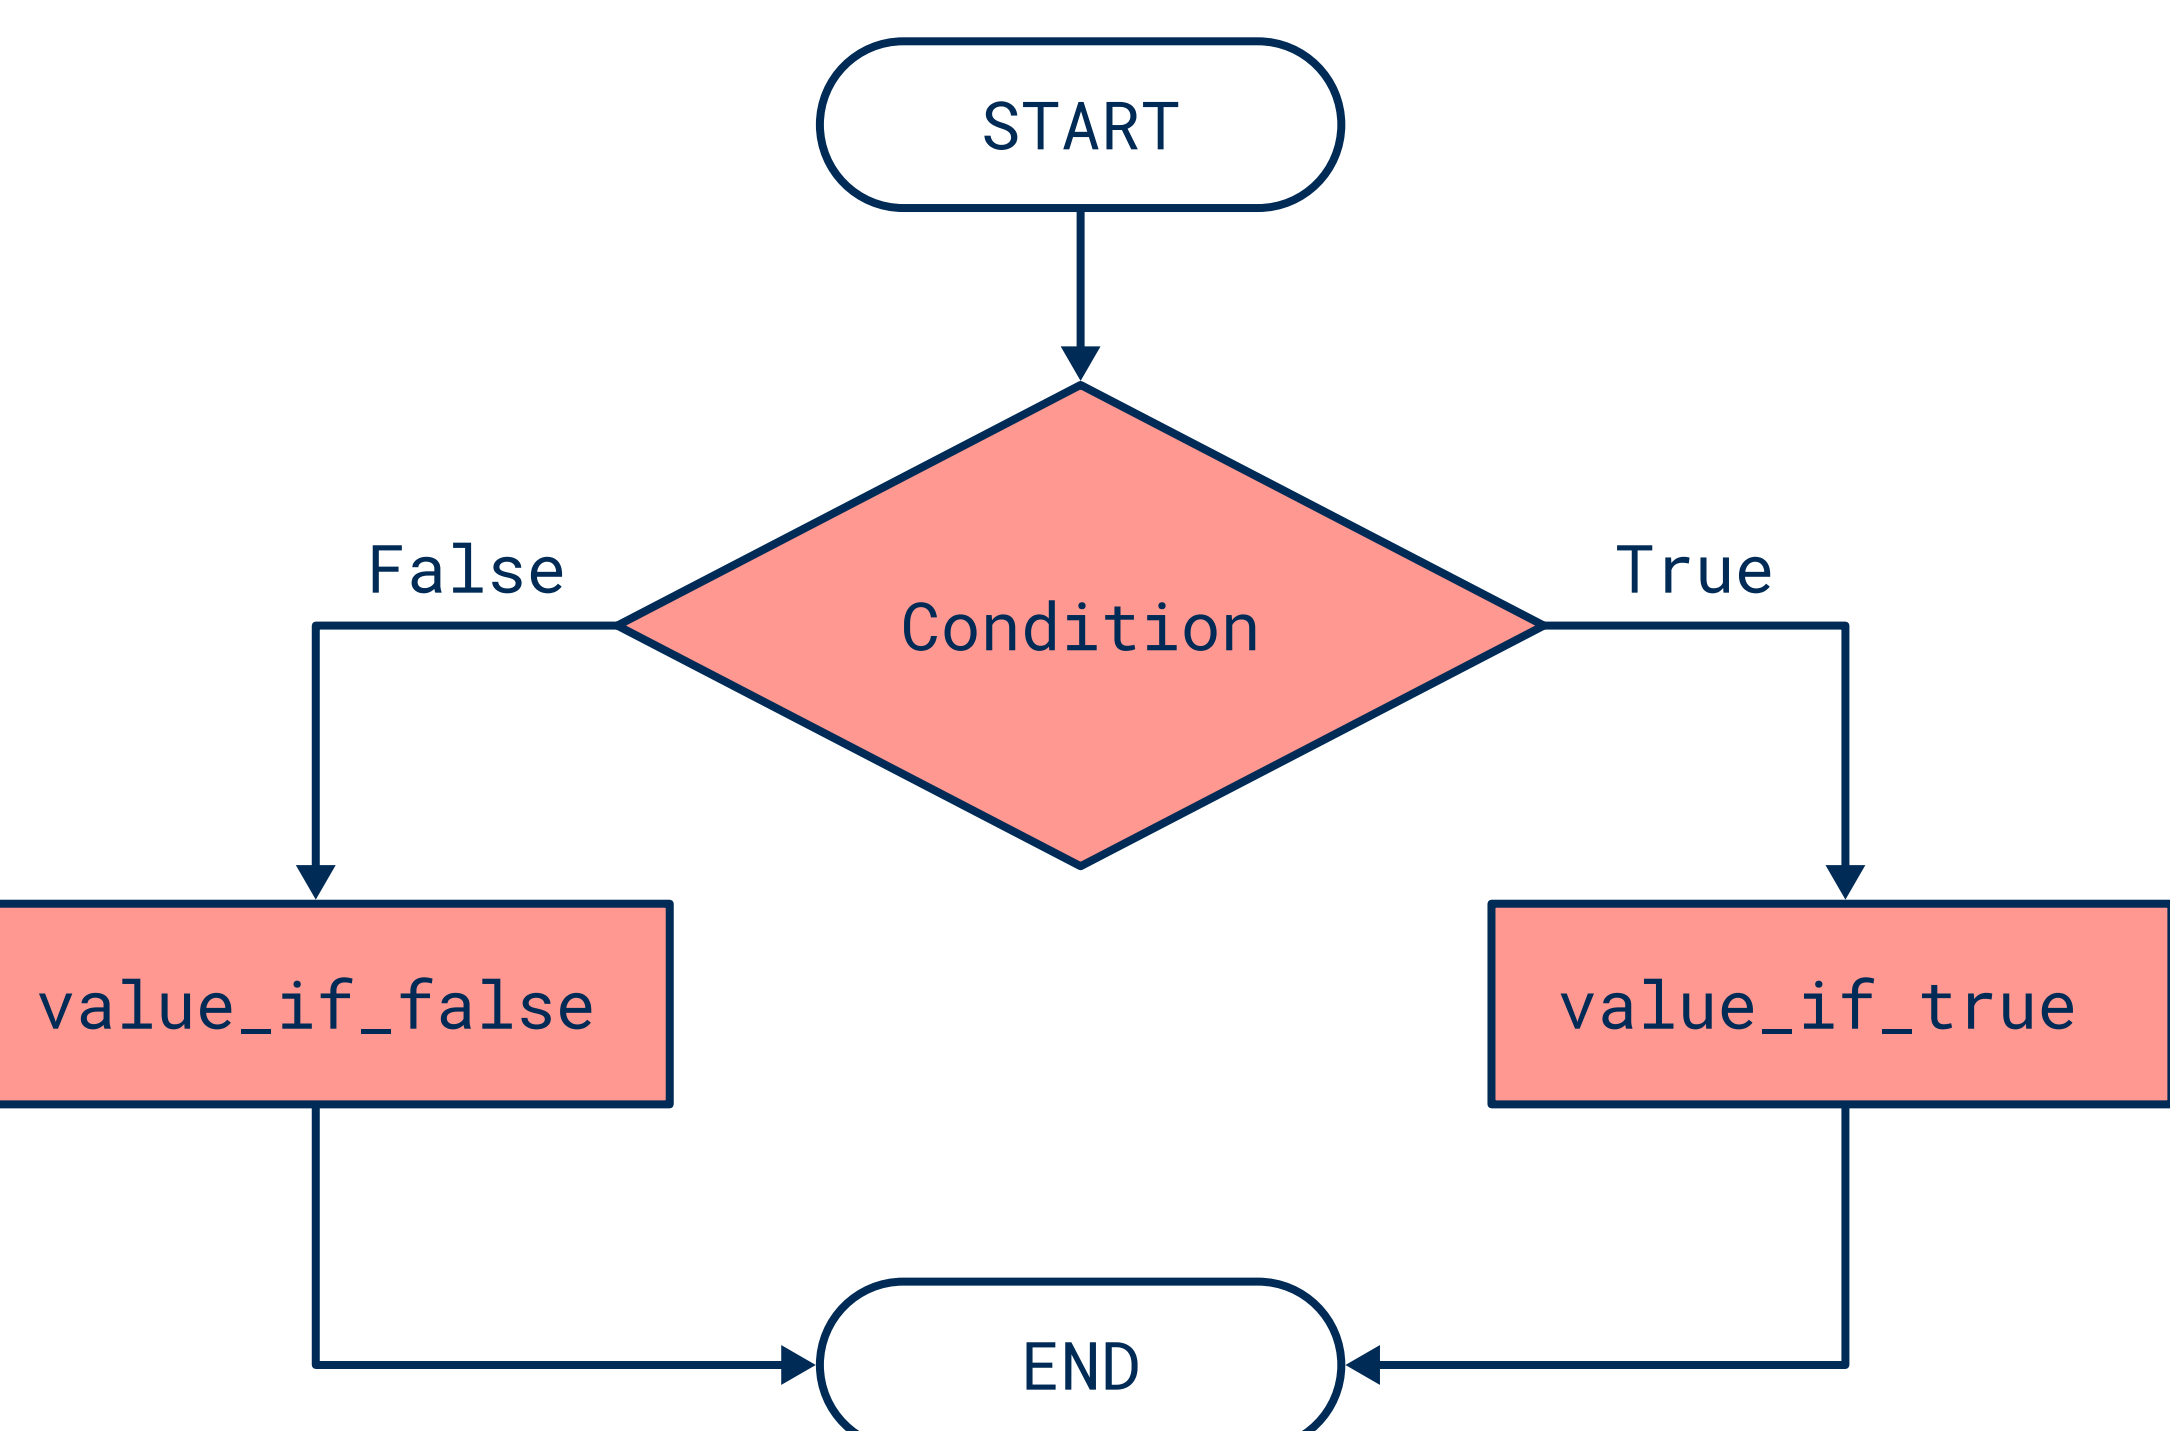 START
False
True
Condition
value_if_false
value_if_true
END